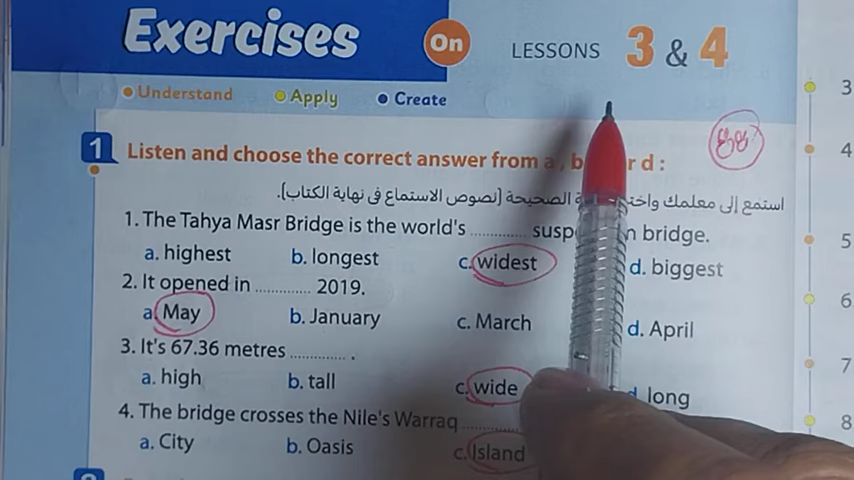 Exercises On LESSONS 3 & 4
Understand Apply Create
1 Listen and choose the correct answer from a, b r d :
استمع إلى معلمك واختـ الصحيحة (نصوص الاستماع فى نهاية الكتاب).
1. The Tahya Masr Bridge is the world's ............. susp n bridge.
a. highest b. longest c. widest d. biggest
2. It opened in ............. 2019.
a. May b. January c. March d. April
3. It's 67.36 metres ............. .
a. high b. tall c. wide d. long
4. The bridge crosses the Nile's Warraq .............
a. City b. Oasis c. Island
3
4
5
6
7
8